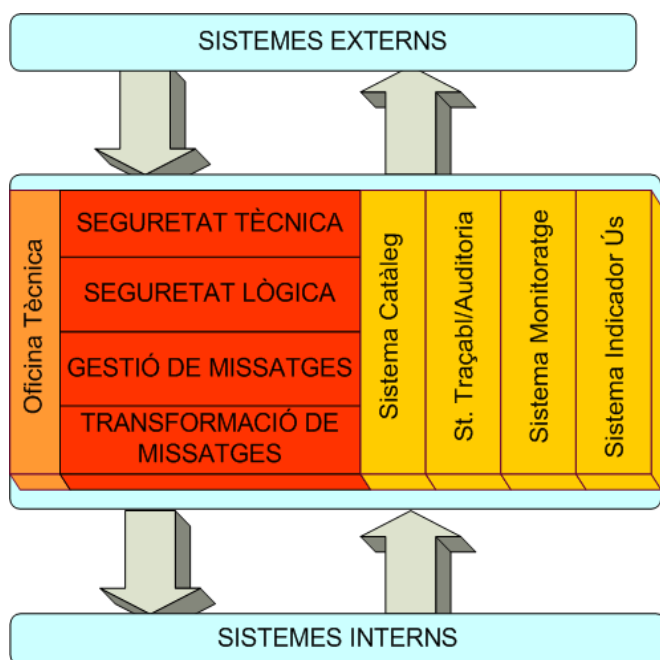 SISTEMES EXTERNS
Oficina Tècnica
SEGURETAT TÈCNICA
SEGURETAT LÒGICA
GESTIÓ DE MISSATGES
TRANSFORMACIÓ DE
MISSATGES
Sistema Catàleg
St. Traçabl/Auditoria
Sistema Monitoratge
Sistema Indicador Ús
SISTEMES INTERNS